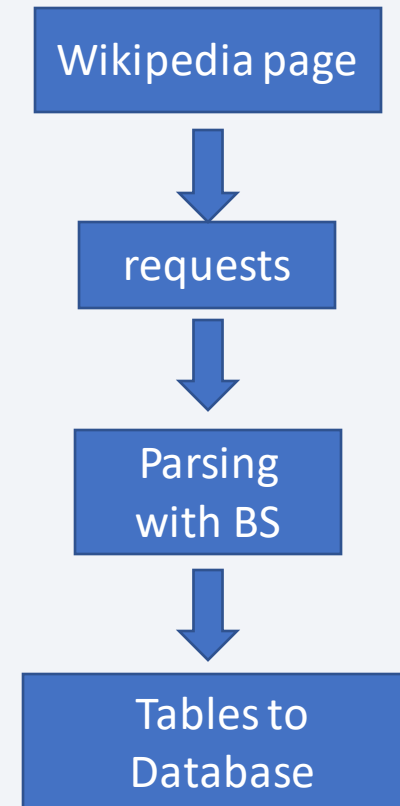 Wikipedia page
requests
Parsing
with BS
Tables to
Database